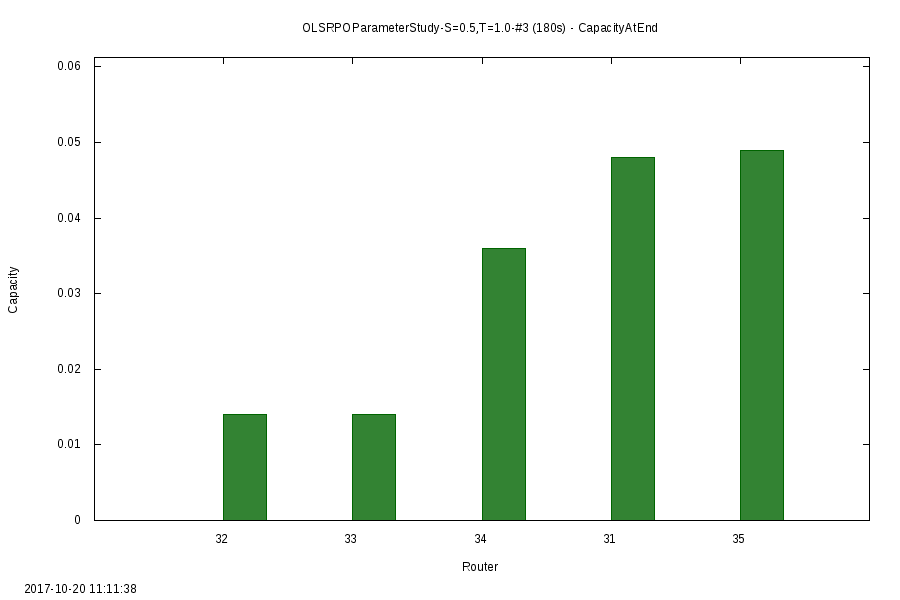 OLSRPOParameterStudy-S=0.5,T=1.0-#3 (180s) - CapacityAtEnd
0.06
0.05
0.04
0.03
0.02
0.01
0
Capacity
32 33 34 31 35
Router
2017-10-20 11:11:38